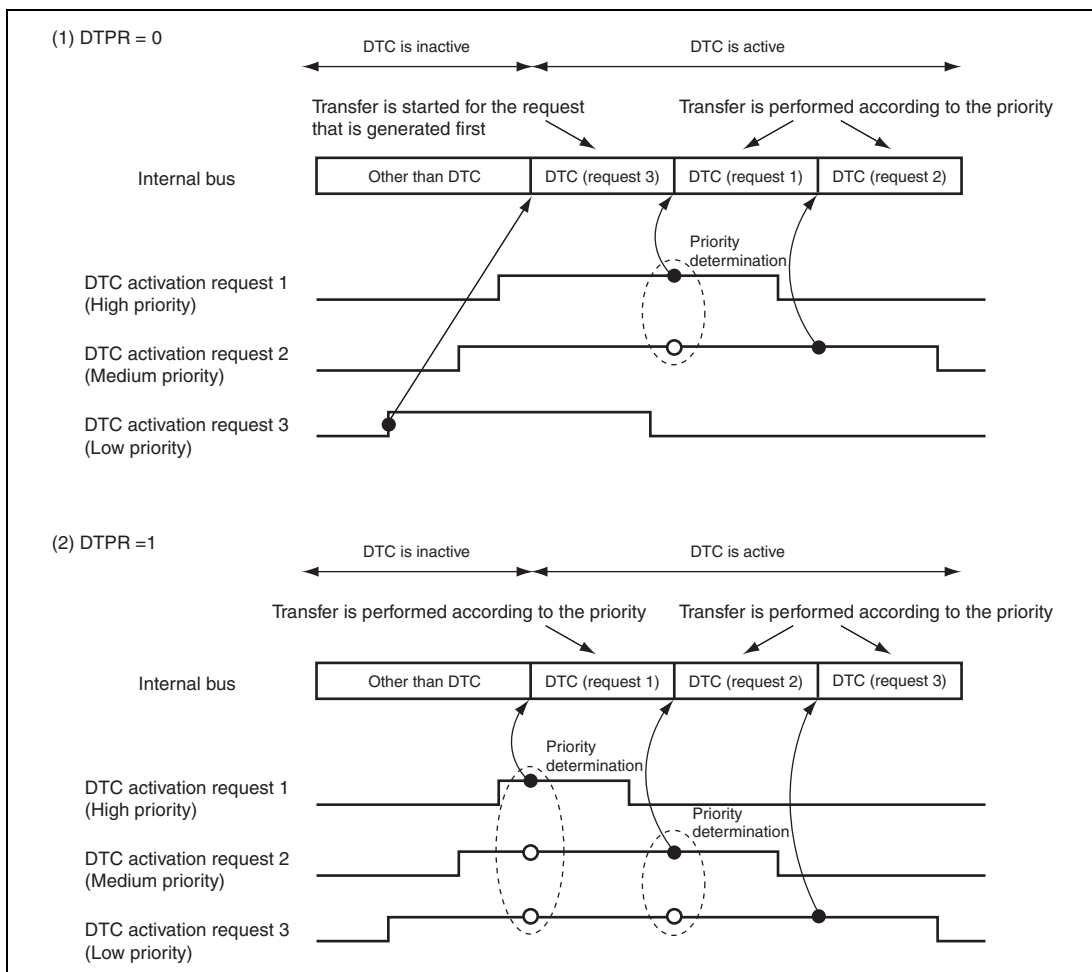 (1) DTPR = 0
DTC is inactive
DTC is active
Transfer is started for the request
that is generated first
Transfer is performed according to the priority
Internal bus
Other than DTC
DTC (request 3)
DTC (request 1)
DTC (request 2)
Priority
determination
DTC activation request 1
(High priority)
DTC activation request 2
(Medium priority)
DTC activation request 3
(Low priority)
(2) DTPR =1
DTC is inactive
DTC is active
Transfer is performed according to the priority
Transfer is performed according to the priority
Internal bus
Other than DTC
DTC (request 1)
DTC (request 2)
DTC (request 3)
Priority
determination
DTC activation request 1
(High priority)
Priority
determination
DTC activation request 2
(Medium priority)
DTC activation request 3
(Low priority)